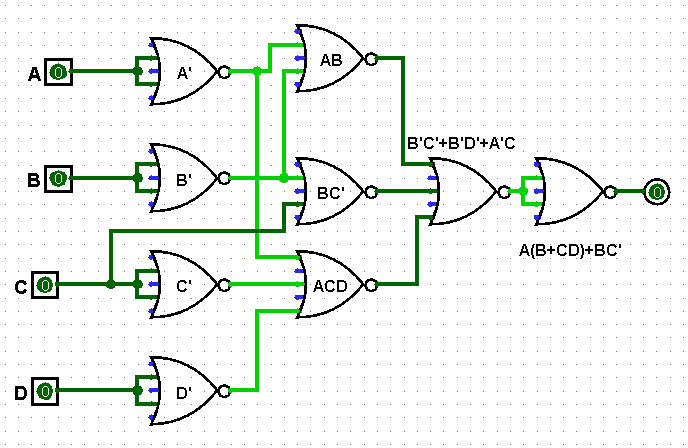 A 0 A' AB
B'C'+B'D'+A'C
B 0 B' BC' 0
A(B+CD)+BC'
C 0 C' ACD
D 0 D'